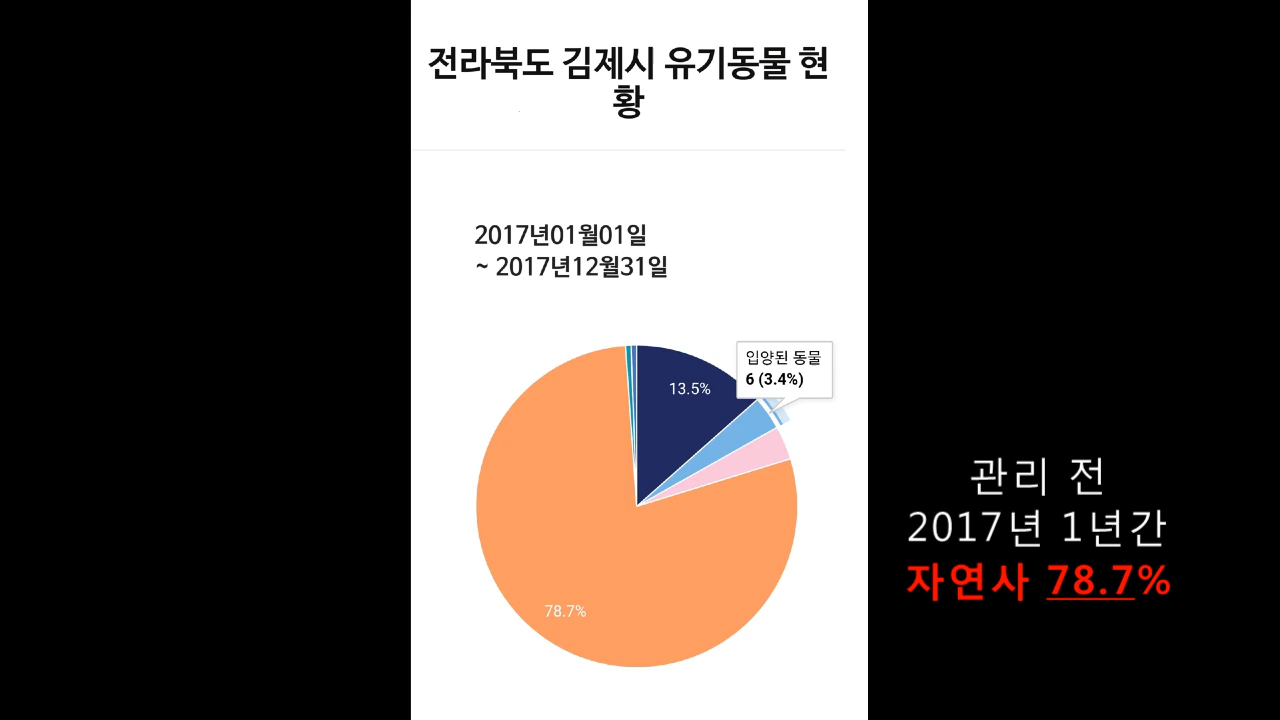 전라북도 김제시 유기동물 현
황
2017년01월01일
~ 2017년12월31일
입양된 동물
6 (3.4%)
13.5%
78.7%
관리 전
2017년 1년간
자연사 78.7%